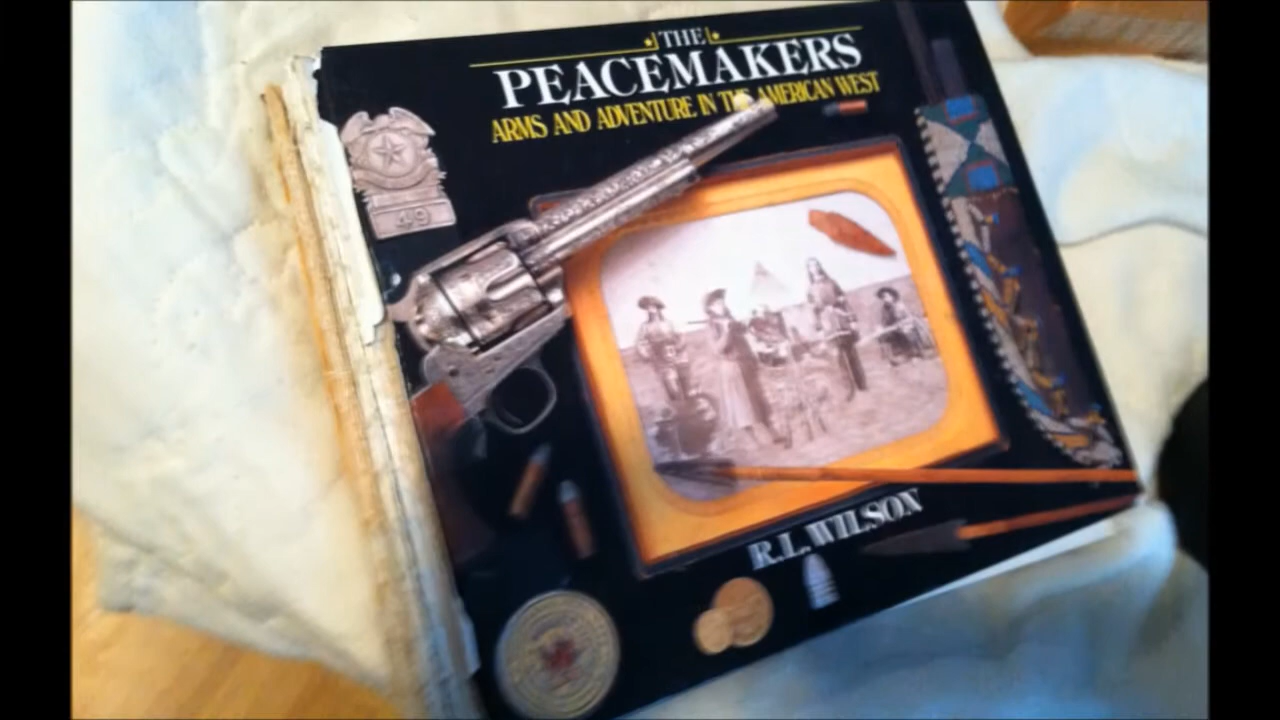 THE
PEACEMAKERS
ARMS AND ADVENTURE IN THE AMERICAN WEST
49
R.L. WILSON